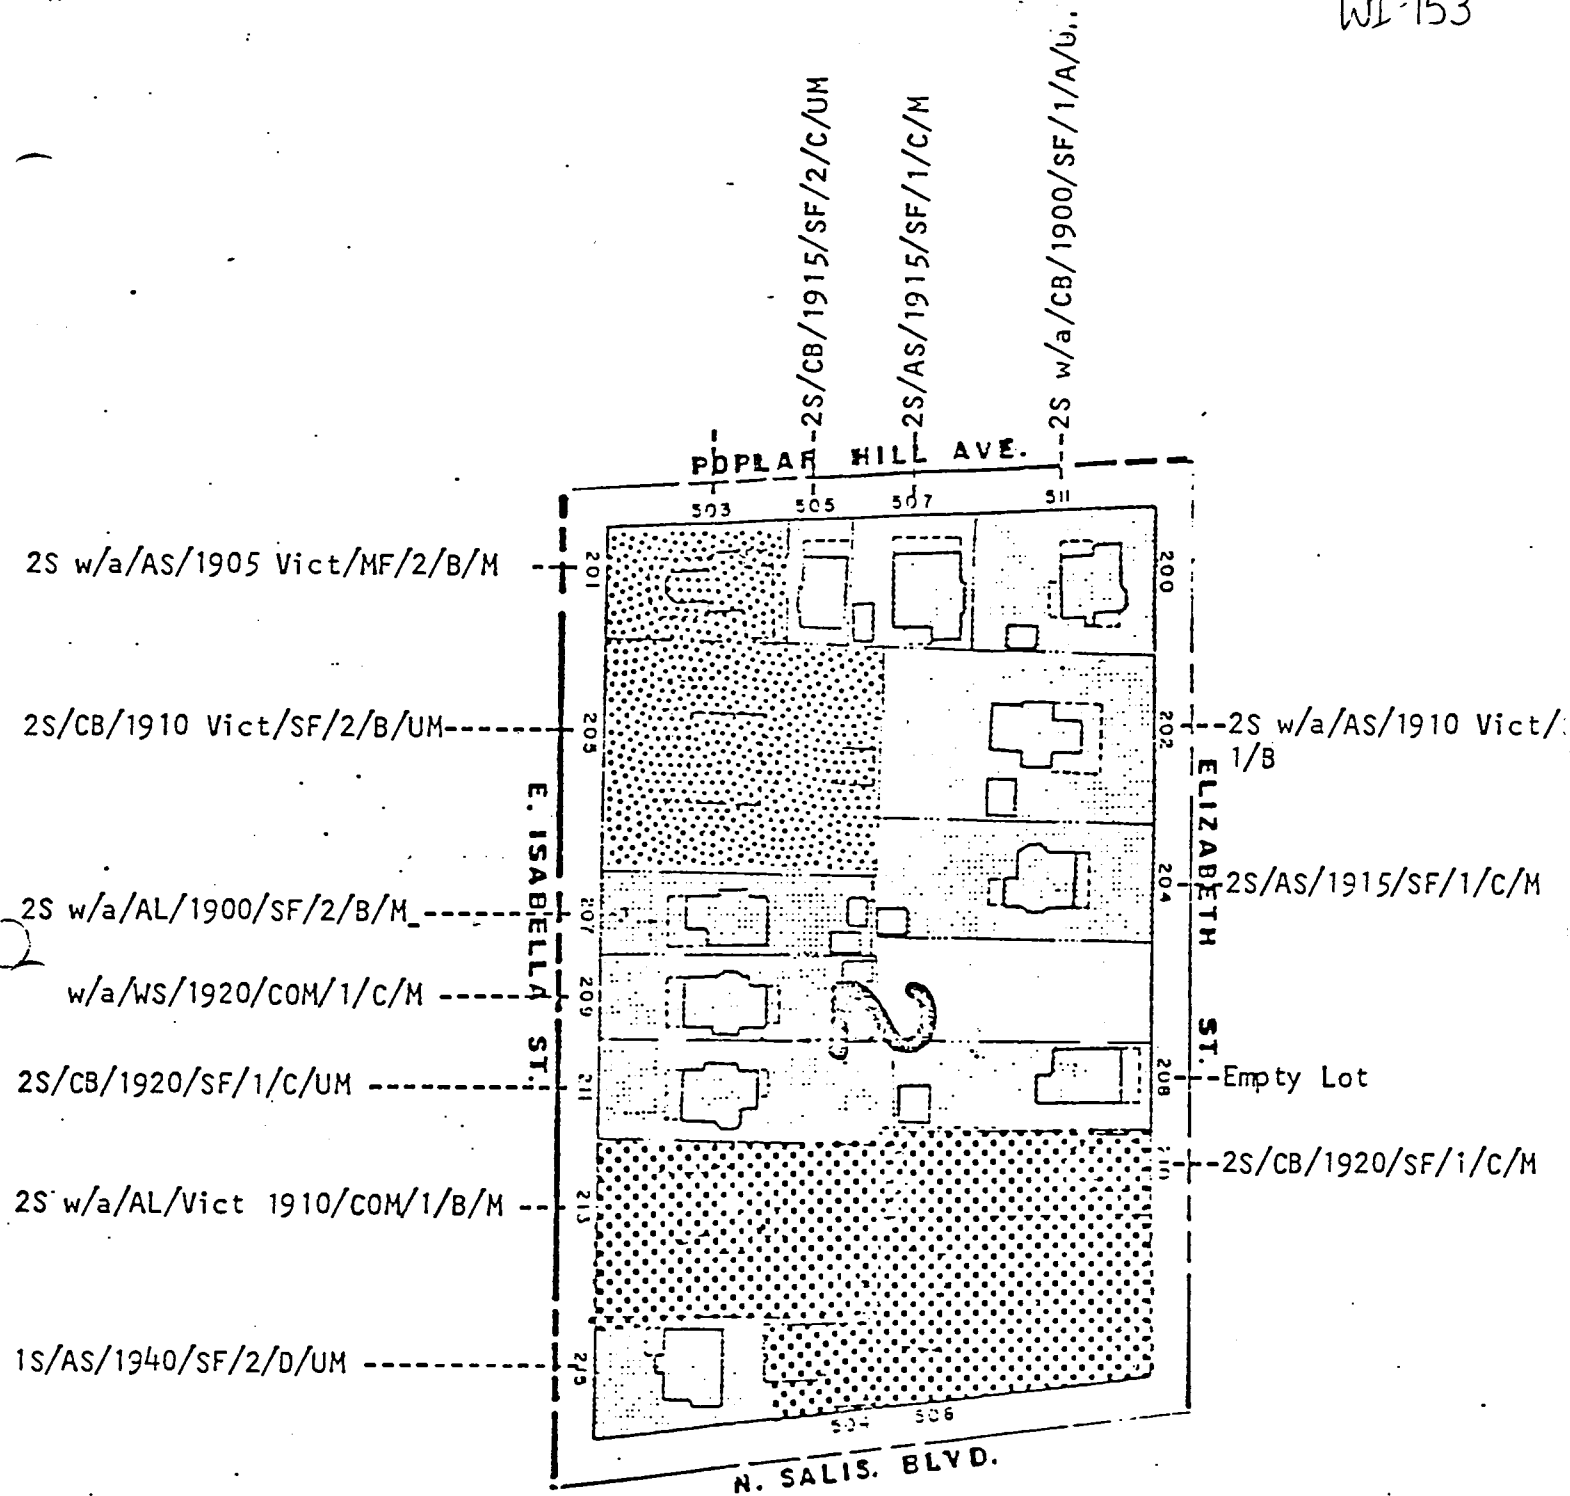 WI-153
2S/CB/1915/SF/2/C/UM
2S/AS/1915/SF/1/C/M
2S w/a/CB/1900/SF/1/A/U
POPLAR HILL AVE.
503 505 507 511
2S w/a/AS/1905 Vict/MF/2/B/M
201
200
2S/CB/1910 Vict/SF/2/B/UM
205
202
2S w/a/AS/1910 Vict/
1/B
E. ISABELLA ST.
ELIZABETH ST.
2S w/a/AL/1900/SF/2/B/M
207
204
2S/AS/1915/SF/1/C/M
w/a/WS/1920/COM/1/C/M
209
2S/CB/1920/SF/1/C/UM
211
208
Empty Lot
2S/CB/1920/SF/1/C/M
2S w/a/AL/Vict 1910/COM/1/B/M
213
1S/AS/1940/SF/2/D/UM
215
504 506
N. SALIS. BLVD.